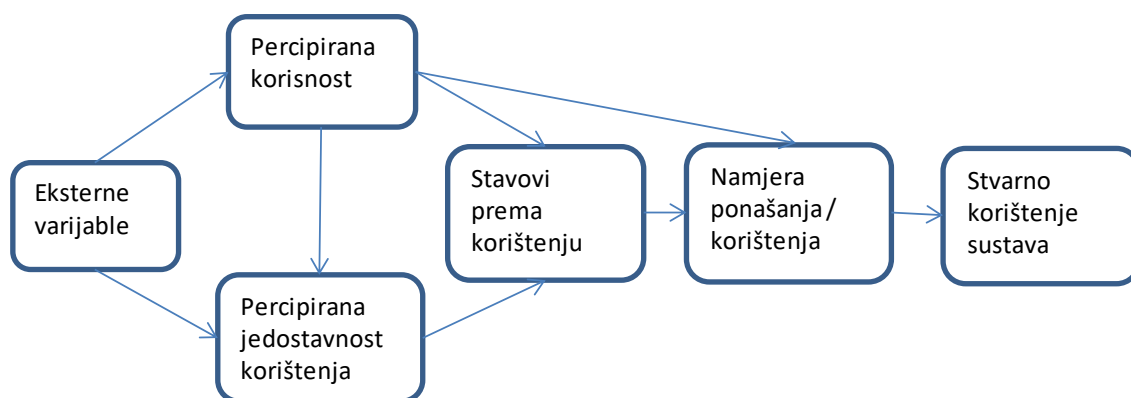 Percipirana
korisnost
Eksterne
varijable
Stavovi
prema
korištenju
Namjera
ponašanja/
korištenja
Stvarno
korištenje
sustava
Percipirana
jedostavnost
korištenja